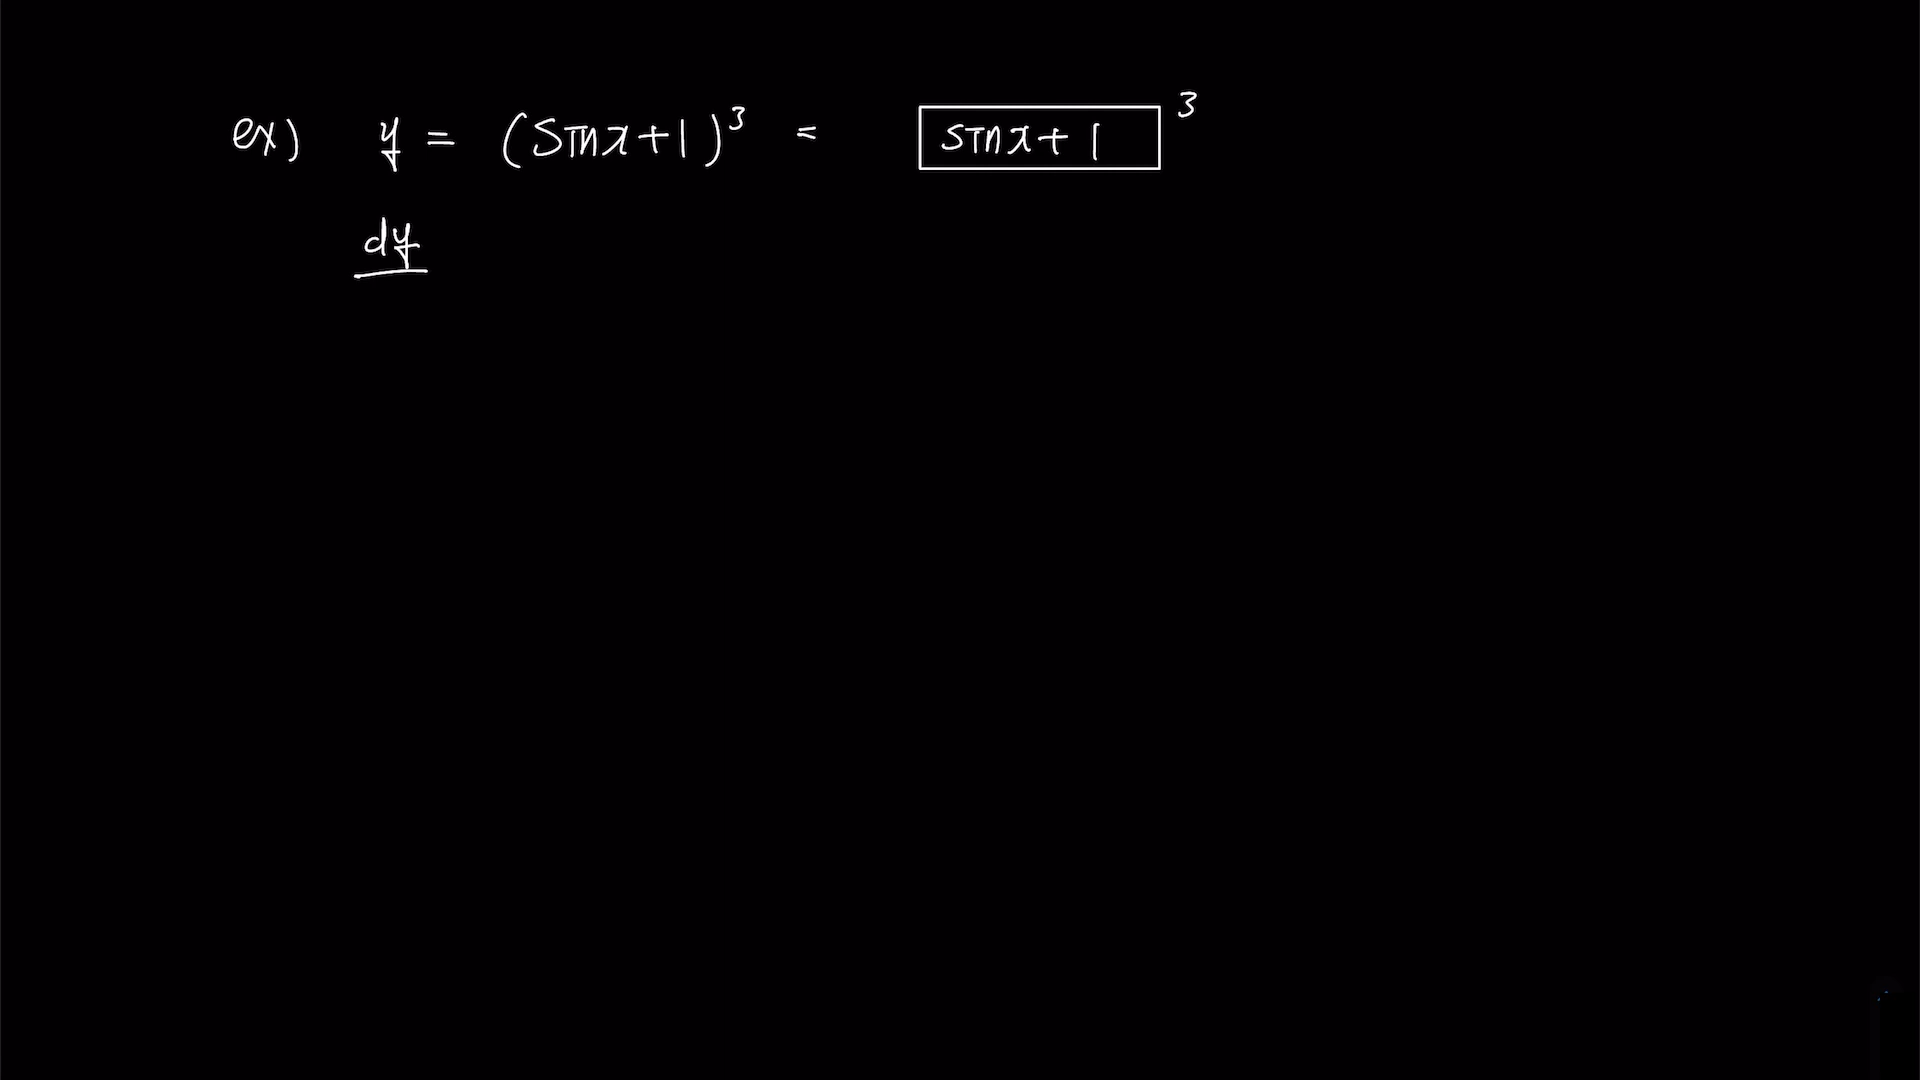 ex) y = (sinx+1)³ = sinx+1 ³
dy